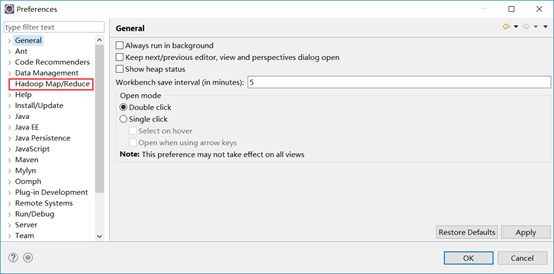 Preferences
type filter text
General
Ant
Code Recommenders
Data Management
Hadoop Map/Reduce
Help
Install/Update
Java
Java EE
Java Persistence
JavaScript
Maven
Mylyn
Oomph
Plug-in Development
Remote Systems
Run/Debug
Server
Team
General
Always run in background
Keep next/previous editor, view and perspectives dialog open
Show heap status
Workbench save interval (in minutes): 5
Open mode
Double click
Single click
Select on hover
Open when using arrow keys
Note: This preference may not take effect on all views
Restore Defaults Apply
OK Cancel